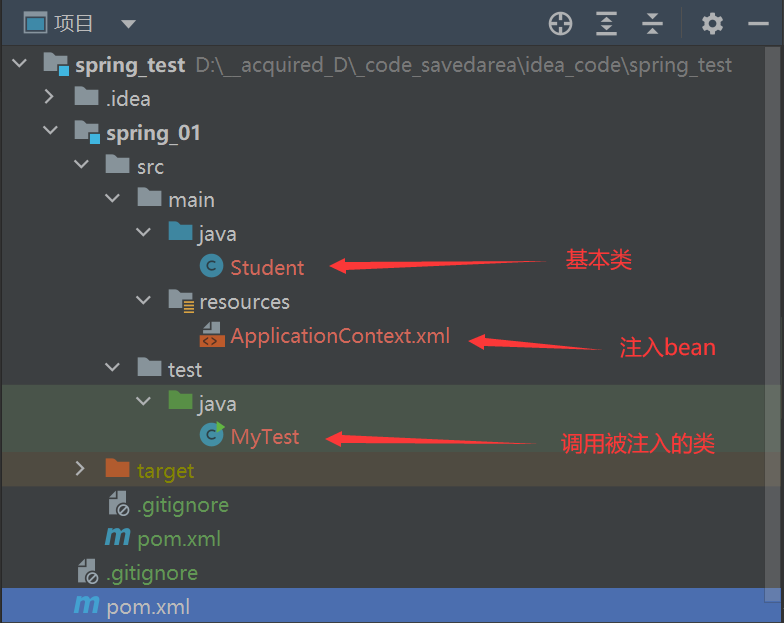 项目
spring_test D:\__acquired_D\_code_savedarea\idea_code\spring_test
.idea
spring_01
src
main
java
C Student 基本类
resources
ApplicationContext.xml 注入bean
test
java
C MyTest 调用被注入的类
target
.gitignore
m pom.xml
.gitignore
m pom.xml